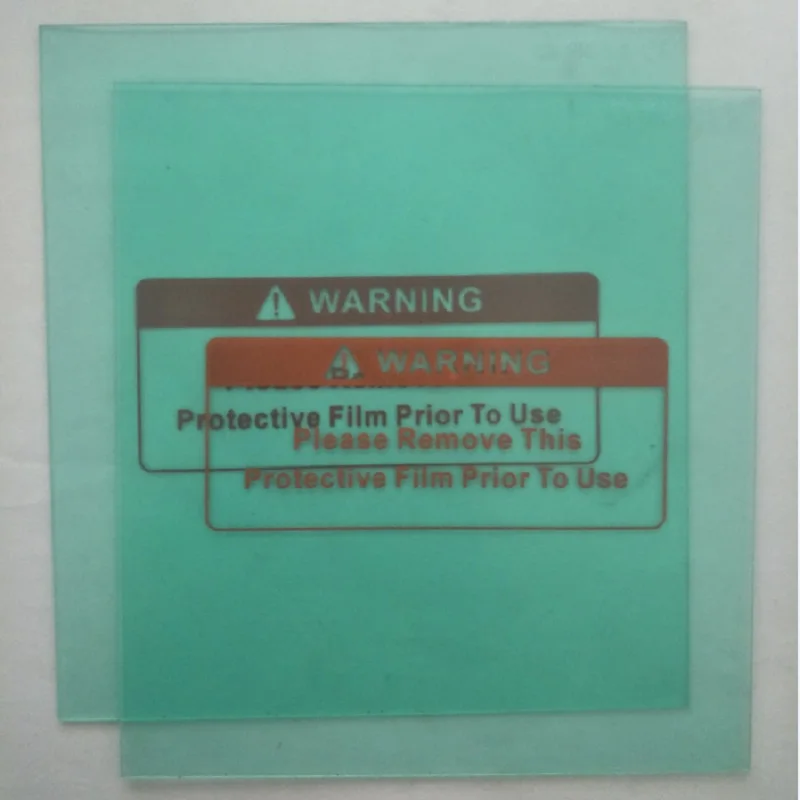 WARNING
Protective Film Prior To Use
WARNING
Please Remove This
Protective Film Prior To Use